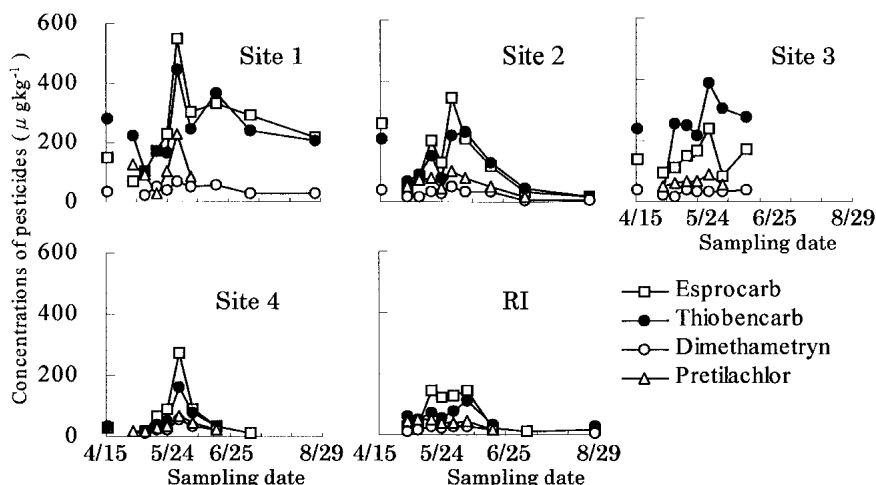 Concentrations of pesticides ( μ gkg-1 )
600
400
200
0
Site 1
Site 2
Site 3
4/15
5/24
6/25
8/29
Sampling date
600
400
200
0
Site 4
RI
4/15
5/24
6/25
8/29
Sampling date
4/15
5/24
6/25
8/29
Sampling date
Esprocarb
Thiobencarb
Dimethametryn
Pretilachlor